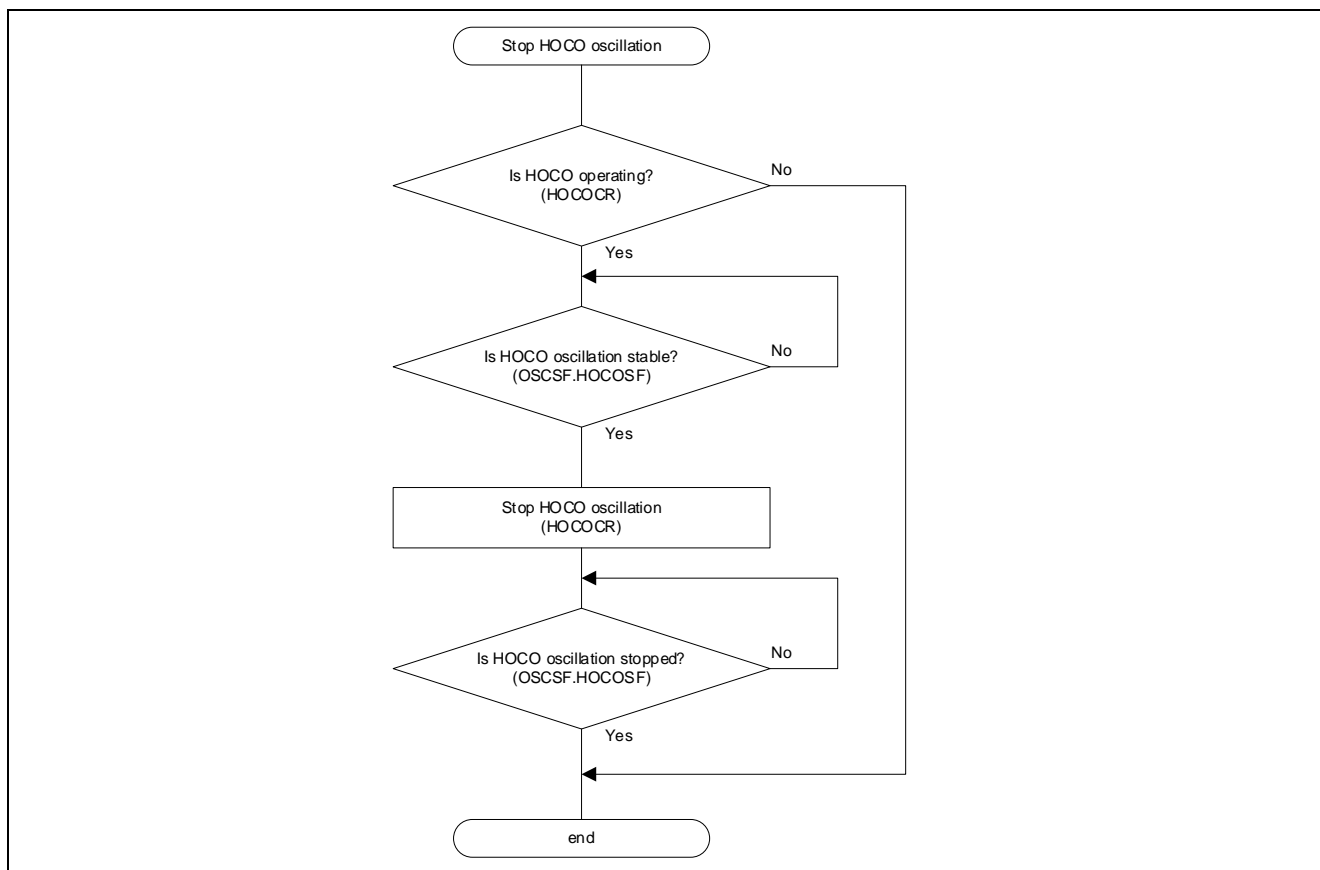 Stop HOCO oscillation
Is HOCO operating?
(HOCOCR)
No
Yes
Is HOCO oscillation stable?
(OSCSF.HOCOSF)
No
Yes
Stop HOCO oscillation
(HOCOCR)
Is HOCO oscillation stopped?
(OSCSF.HOCOSF)
No
Yes
end